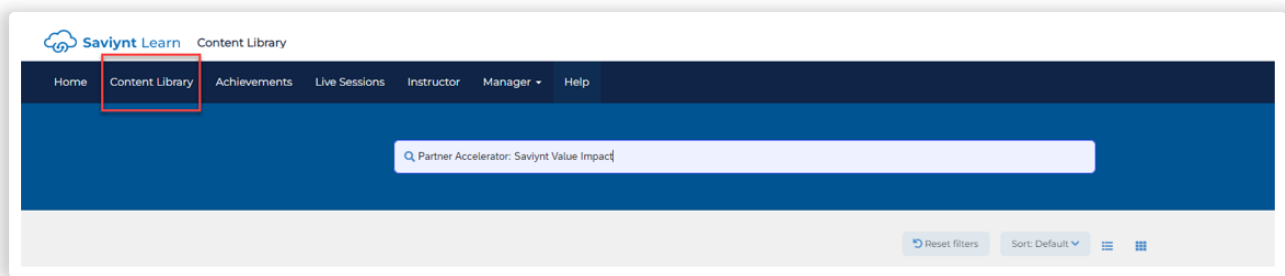 Saviynt Learn Content Library
Home Content Library Achievements Live Sessions Instructor Manager Help
Partner Accelerator: Saviynt Value Impact
Reset filters Sort: Default